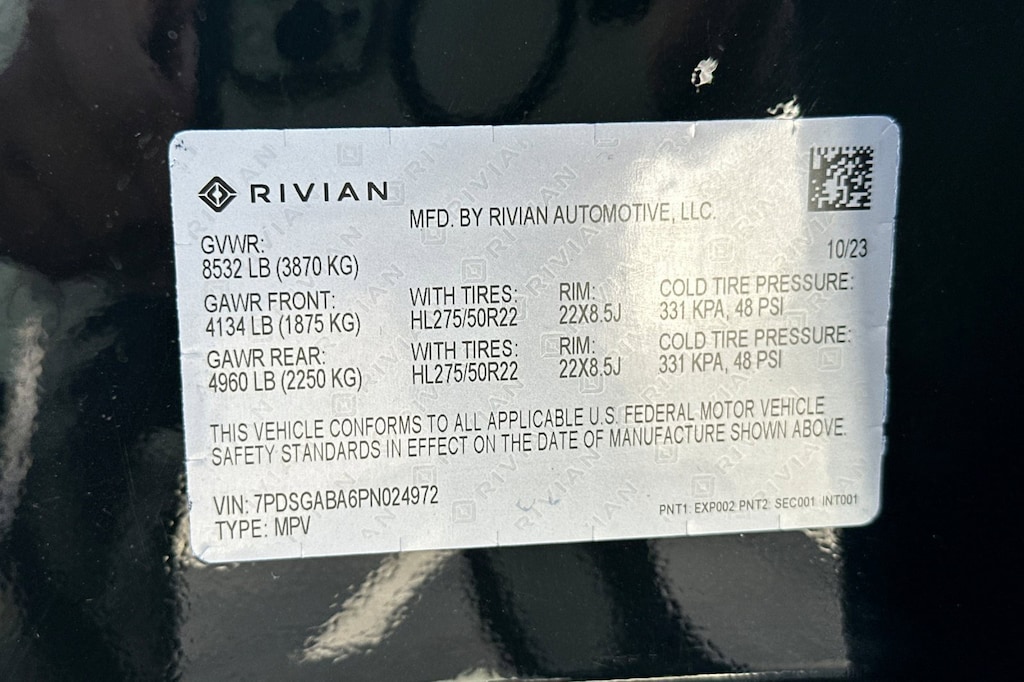 RIVIAN
MFD. BY RIVIAN AUTOMOTIVE, LLC.
10/23
GVWR:
8532 LB (3870 KG)
GAWR FRONT: WITH TIRES: RIM: COLD TIRE PRESSURE:
4134 LB (1875 KG) HL275/50R22 22X8.5J 331 KPA, 48 PSI
GAWR REAR: WITH TIRES: RIM: COLD TIRE PRESSURE:
4960 LB (2250 KG) HL275/50R22 22X8.5J 331 KPA, 48 PSI
THIS VEHICLE CONFORMS TO ALL APPLICABLE U.S. FEDERAL MOTOR VEHICLE
SAFETY STANDARDS IN EFFECT ON THE DATE OF MANUFACTURE SHOWN ABOVE.
VIN: 7PDSGABA6PN024972
TYPE: MPV
PNT1: EXP002 PNT2: SEC001 INT001